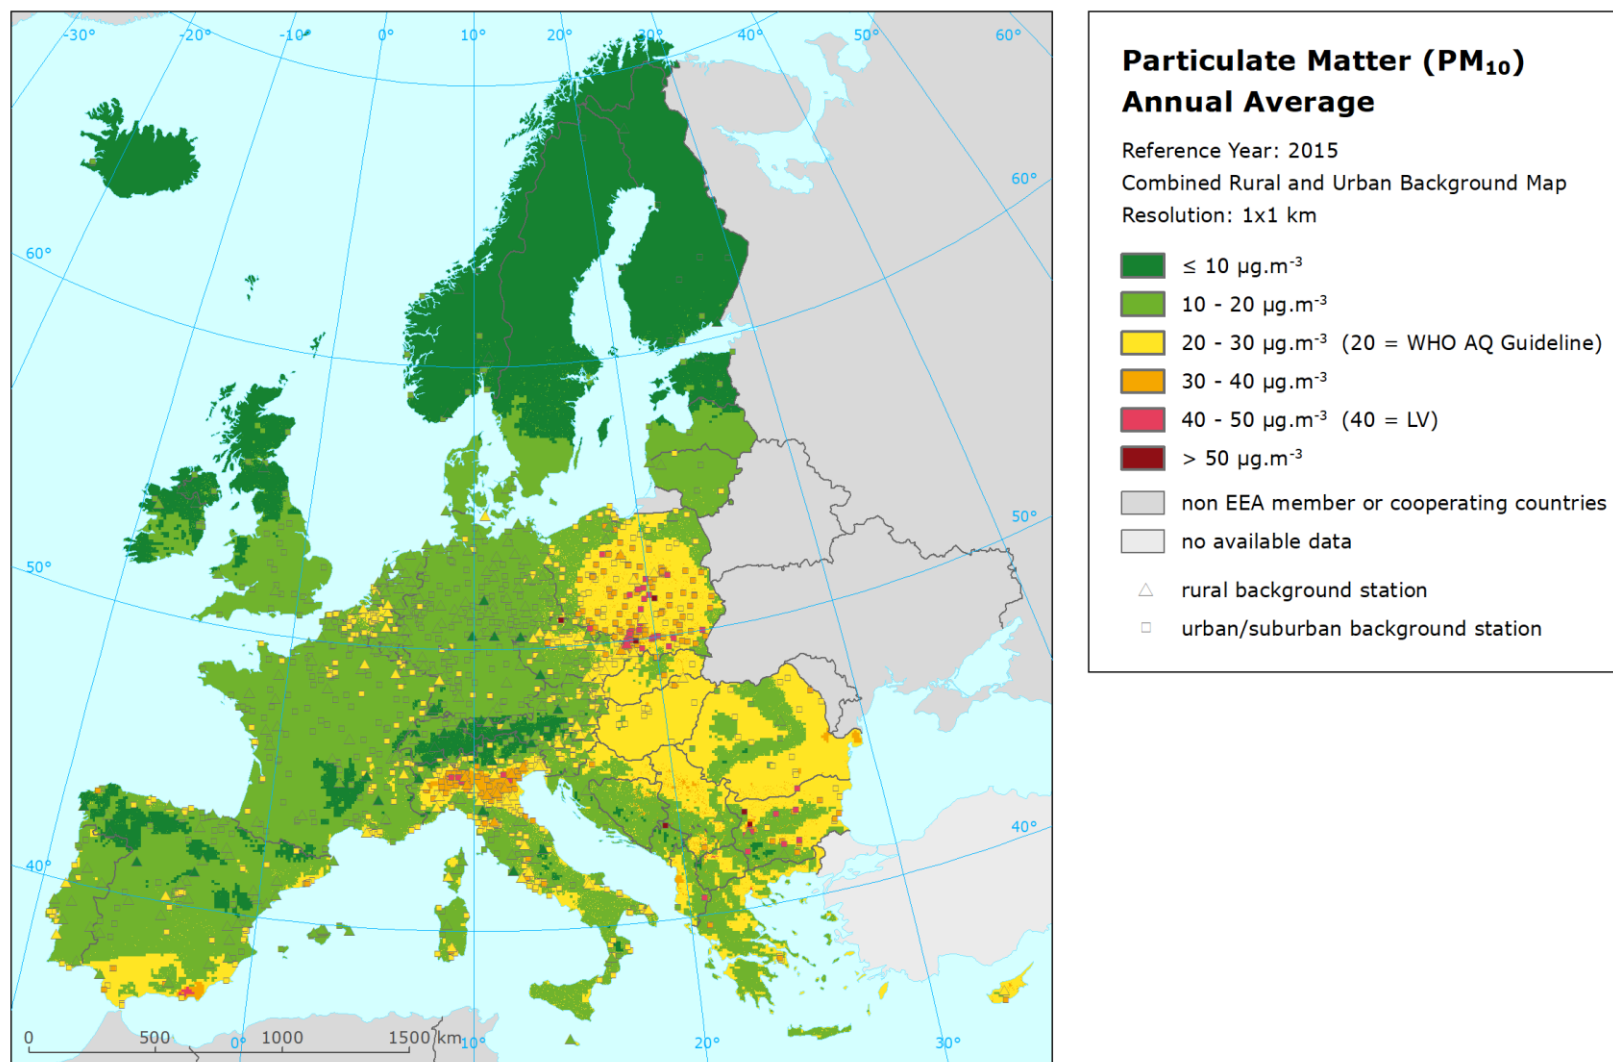 -30°
-20°
-10°
0°
10°
20°
30°
40°
50°
60°
60°
60°
50°
50°
40°
40°
0 500 1000 1500 km
0°
10°
20°
30°
Particulate Matter (PM₁₀)
Annual Average
Reference Year: 2015
Combined Rural and Urban Background Map
Resolution: 1x1 km
≤ 10 µg.m⁻³
10 - 20 µg.m⁻³
20 - 30 µg.m⁻³ (20 = WHO AQ Guideline)
30 - 40 µg.m⁻³
40 - 50 µg.m⁻³ (40 = LV)
> 50 µg.m⁻³
non EEA member or cooperating countries
no available data
rural background station
urban/suburban background station